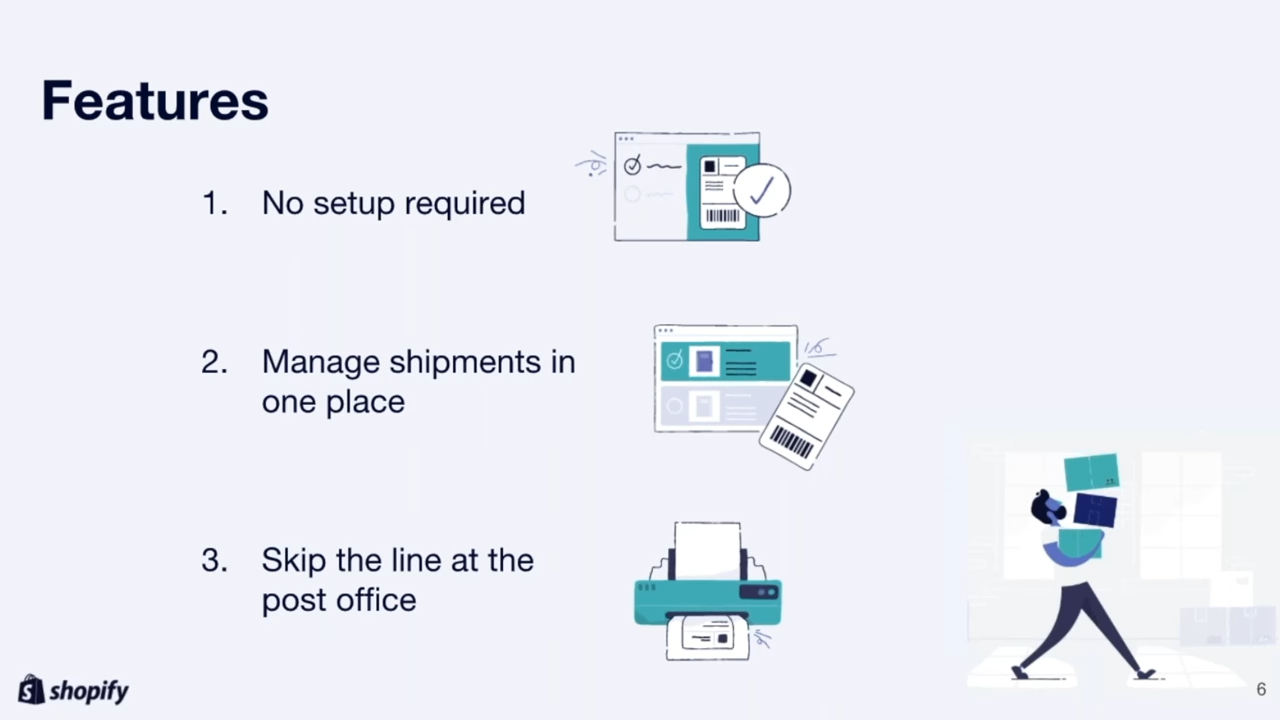 Features
1. No setup required
2. Manage shipments in
one place
3. Skip the line at the
post office
shopify
6